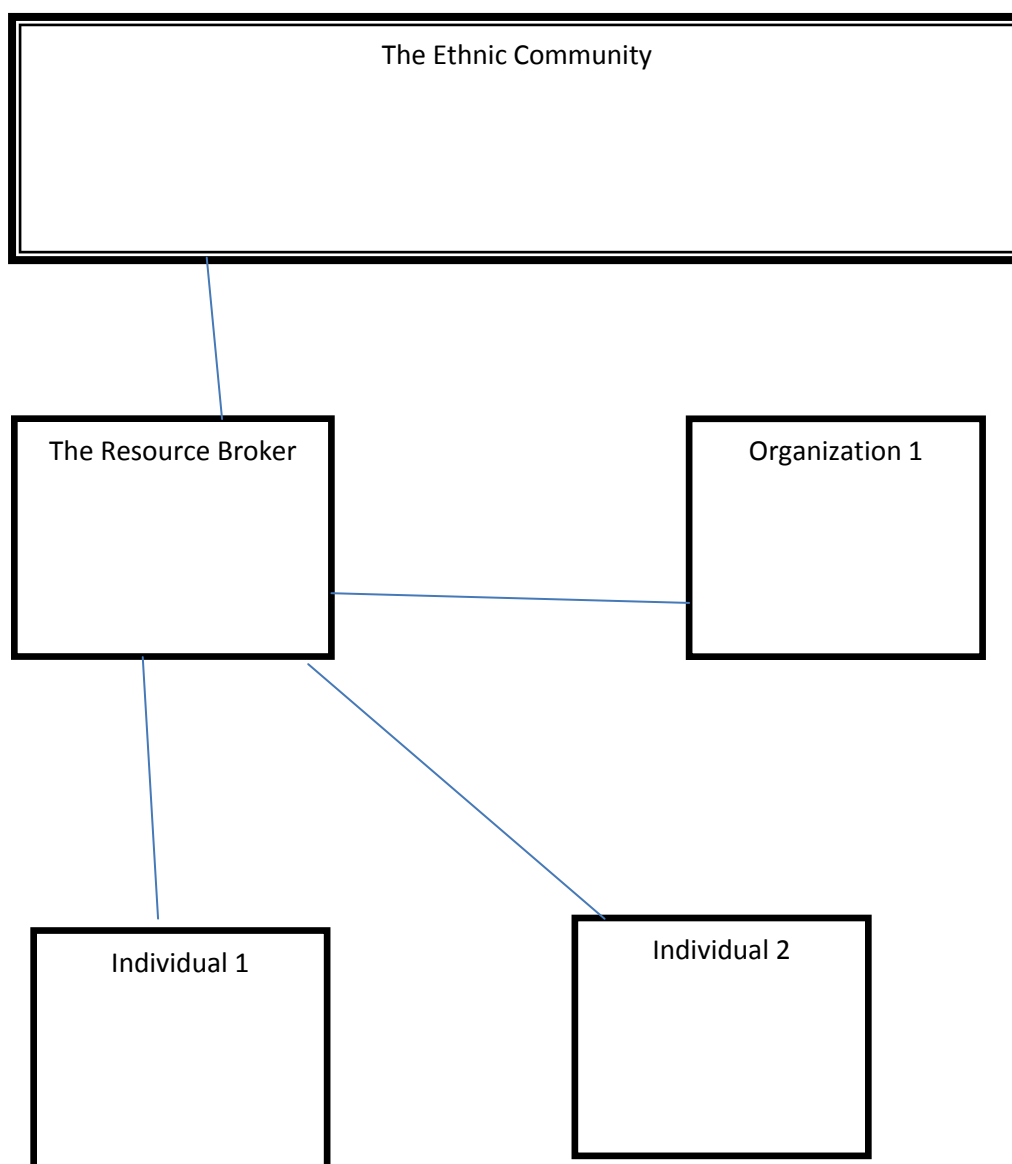 The Ethnic Community
The Resource Broker
Organization 1
Individual 1
Individual 2